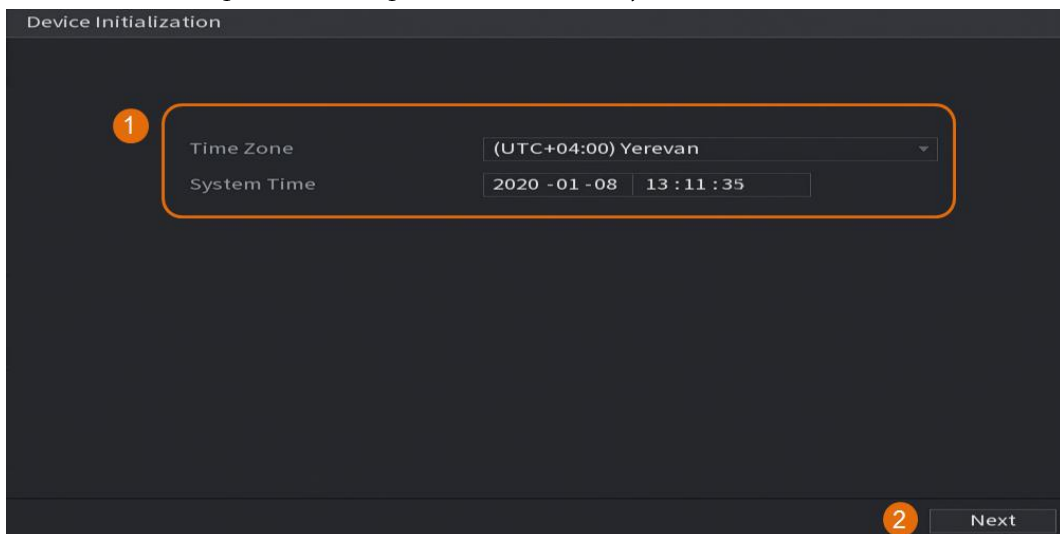 Device Initialization
1
Time Zone (UTC+04:00) Yerevan
System Time 2020 -01 -08 13 : 11 : 35
2 Next